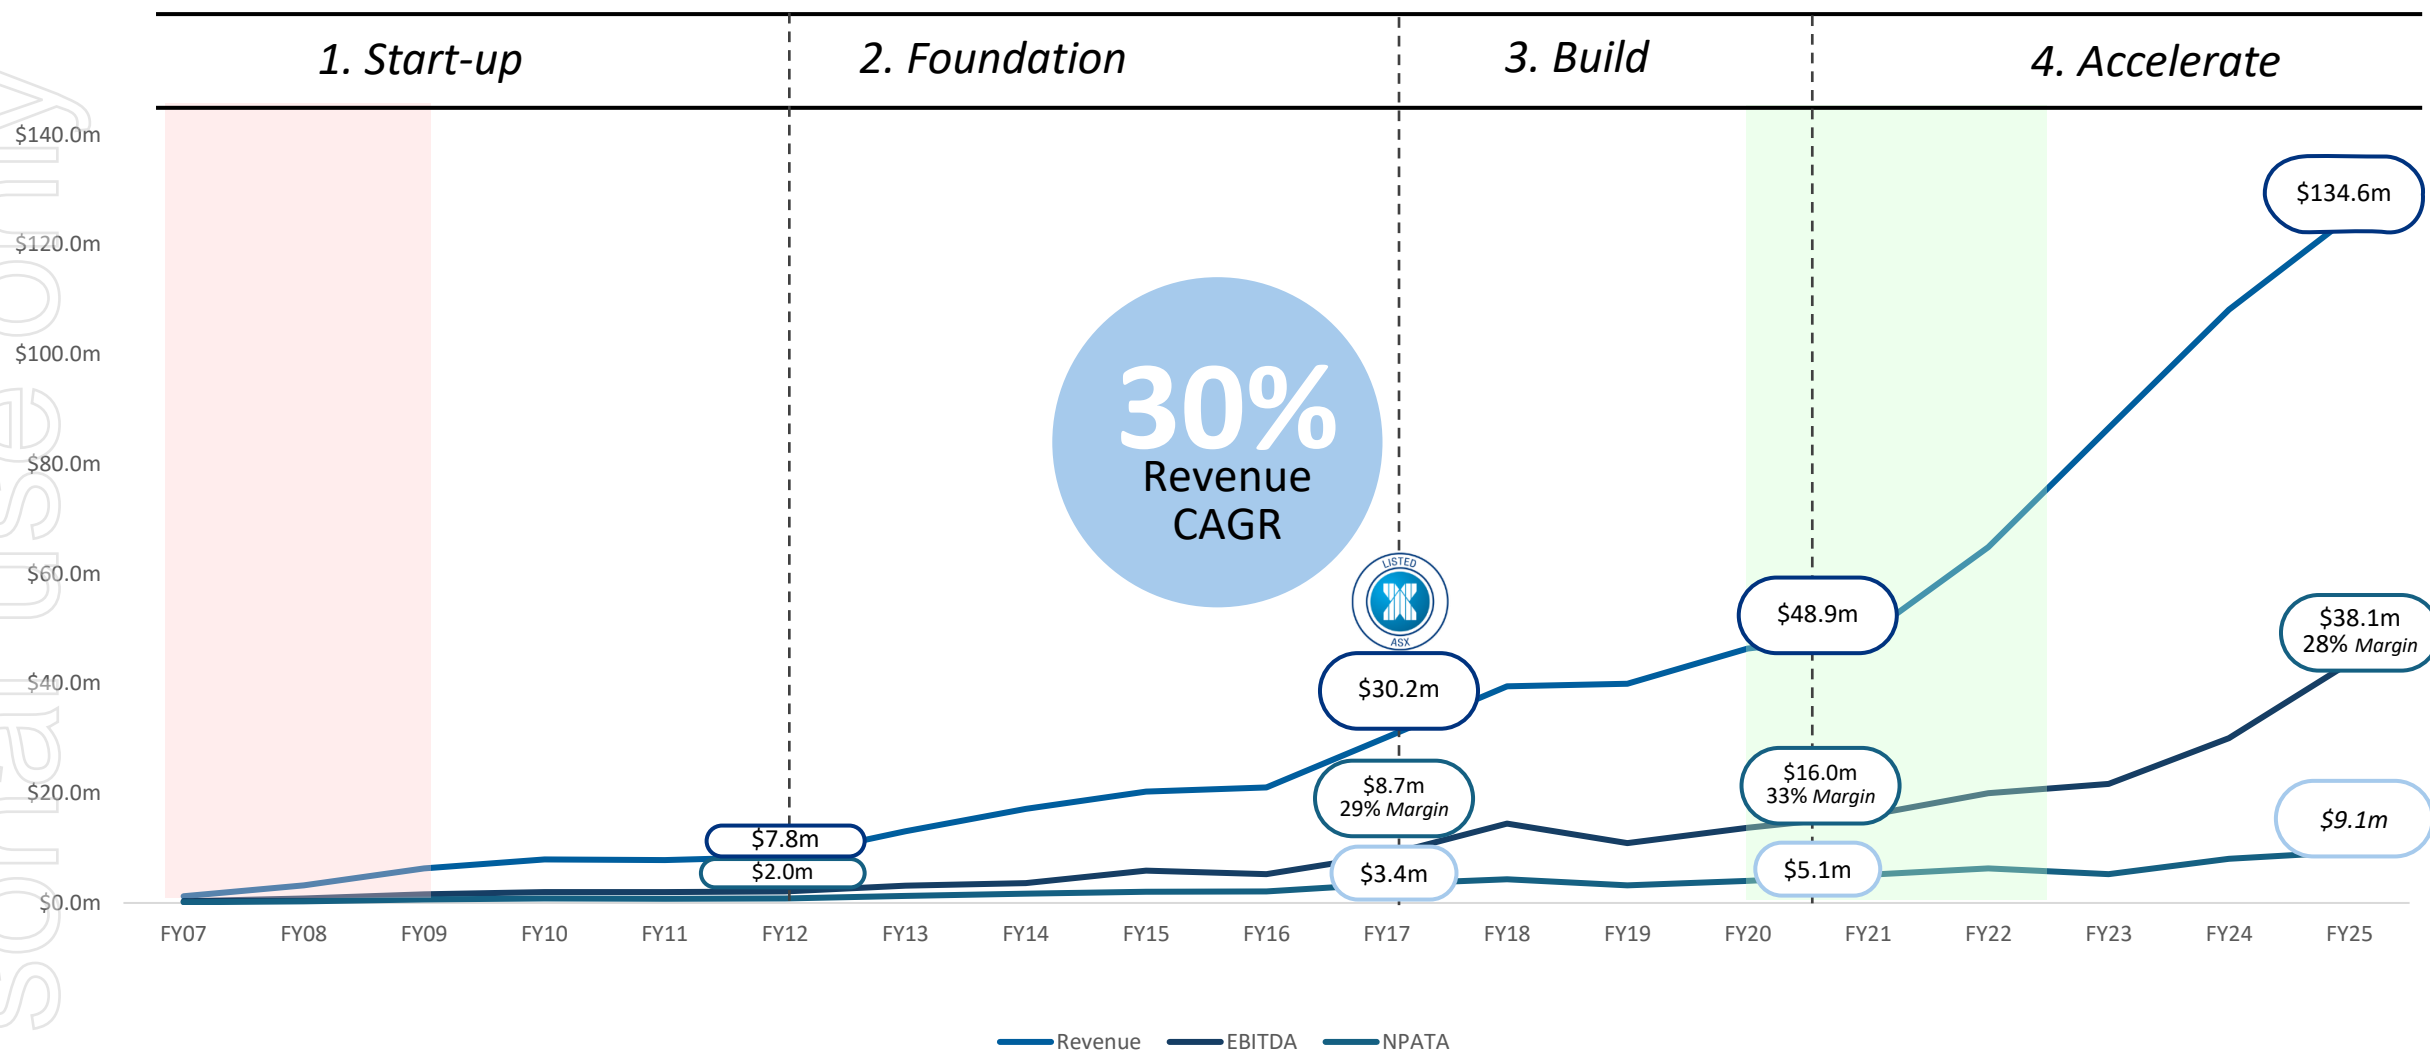 1. Start-up
2. Foundation
3. Build
4. Accelerate
$140.0m
$120.0m
$100.0m
$80.0m
$60.0m
$40.0m
$20.0m
$0.0m
sonal use only
30%
Revenue
CAGR
LISTED
ASX
$134.6m
$48.9m
$38.1m
28% Margin
$30.2m
$16.0m
33% Margin
$8.7m
29% Margin
$9.1m
$7.8m
$2.0m
$3.4m
$5.1m
FY07 FY08 FY09 FY10 FY11 FY12 FY13 FY14 FY15 FY16 FY17 FY18 FY19 FY20 FY21 FY22 FY23 FY24 FY25
Revenue EBITDA NPATA